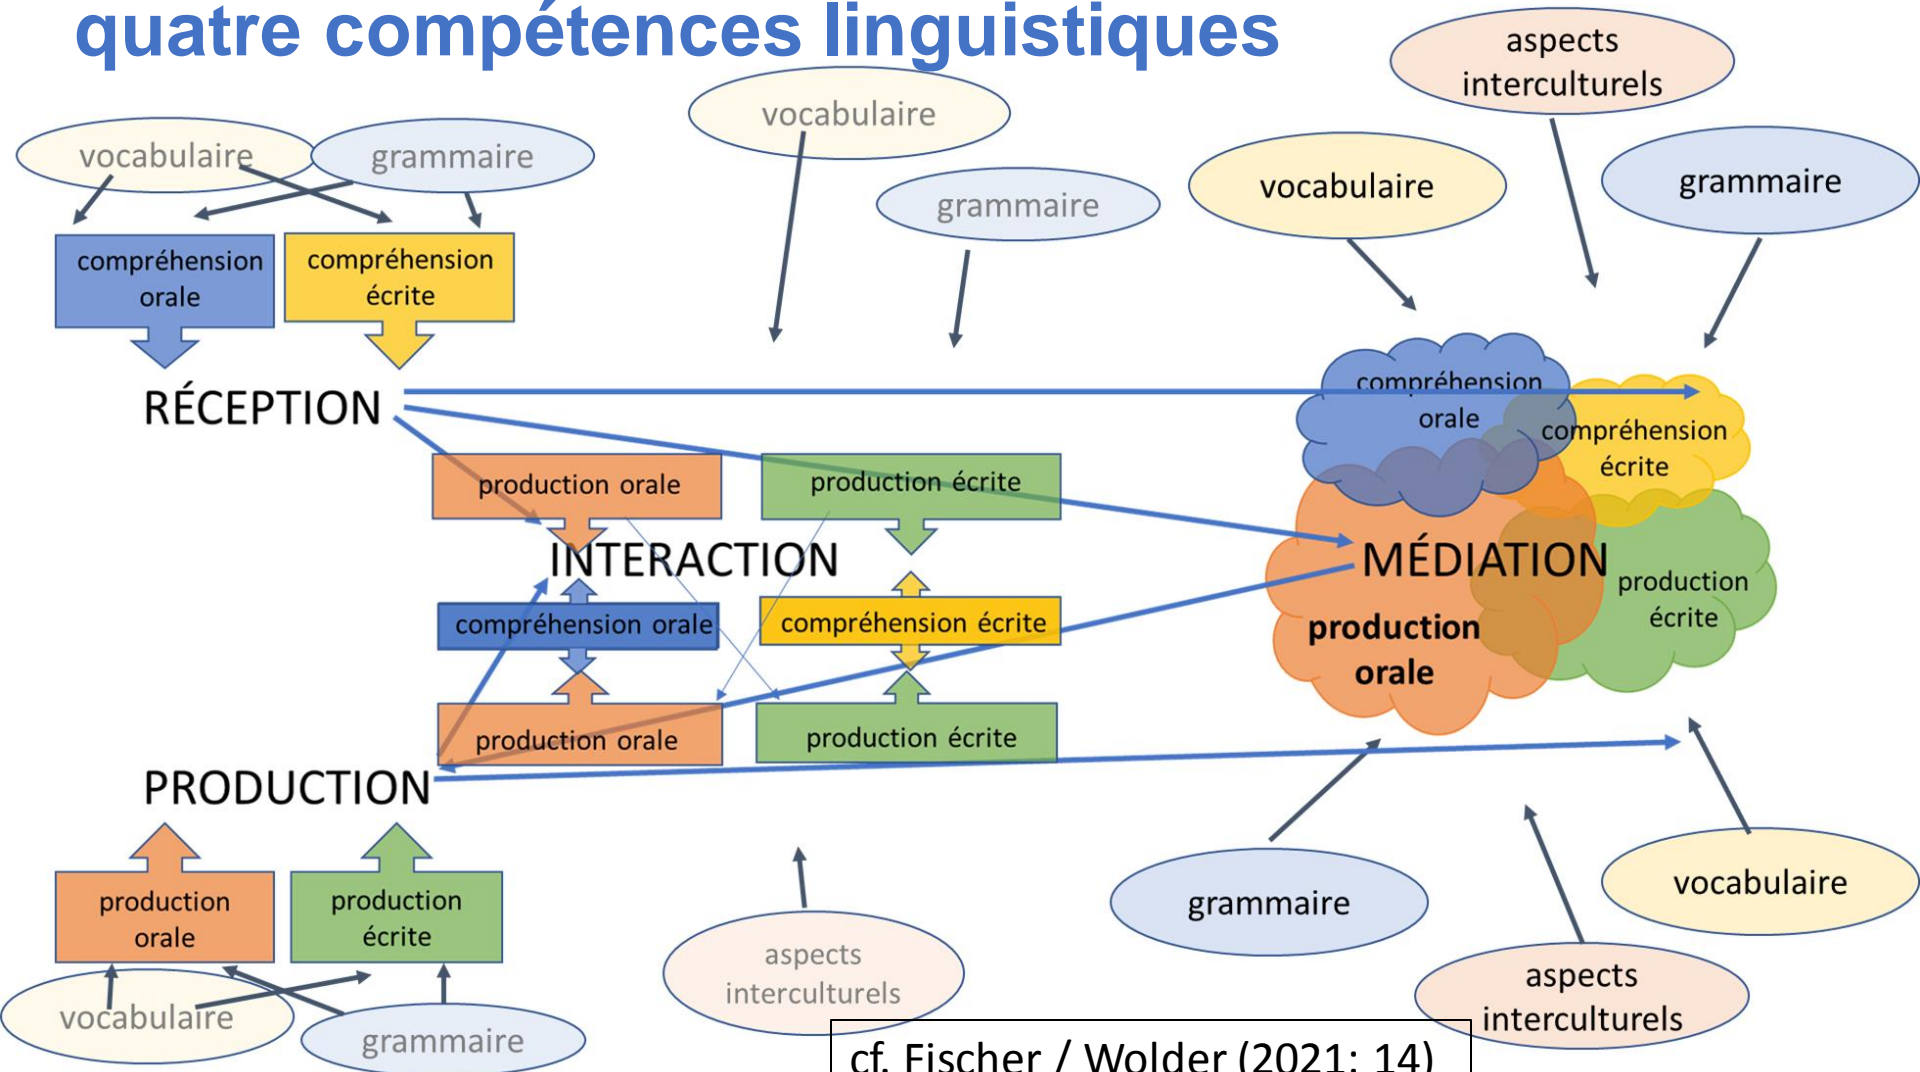 quatre compétences linguistiques
aspects
interculturels
vocabulaire
vocabulaire
grammaire
vocabulaire
grammaire
grammaire
compréhension
orale
compréhension
écrite
RÉCEPTION
compréhension
orale
compréhension
écrite
production orale
production écrite
INTERACTION
MÉDIATION
compréhension orale
compréhension écrite
production
écrite
production
orale
production orale
production écrite
PRODUCTION
production
orale
production
écrite
vocabulaire
grammaire
aspects
interculturels
grammaire
vocabulaire
aspects
interculturels
cf. Fischer / Wolder (2021: 14)